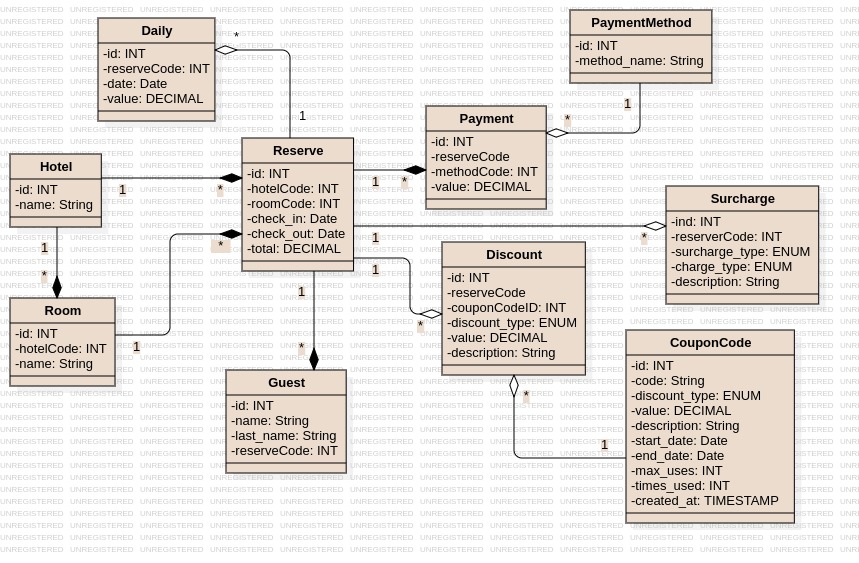 Daily
-id: INT
-reserveCode: INT
-date: Date
-value: DECIMAL
*
1
PaymentMethod
-id: INT
-method_name: String
1
*
Payment
-id: INT
-reserveCode
-methodCode: INT
-value: DECIMAL
Hotel
-id: INT
-name: String
1
*
Reserve
-id: INT
-hotelCode: INT
-roomCode: INT
-check_in: Date
-check_out: Date
-total: DECIMAL
1
*
Surcharge
-ind: INT
-reserverCode: INT
-surcharge_type: ENUM
-charge_type: ENUM
-description: String
1
*
1
*
Room
-id: INT
-hotelCode: INT
-name: String
1
*
Discount
-id: INT
-reserveCode
-couponCodeID: INT
-discount_type: ENUM
-value: DECIMAL
-description: String
1
*
Guest
-id: INT
-name: String
-last_name: String
-reserveCode: INT
1
*
CouponCode
-id: INT
-code: String
-discount_type: ENUM
-value: DECIMAL
-description: String
-start_date: Date
-end_date: Date
-max_uses: INT
-times_used: INT
-created_at: TIMESTAMP
*
1
UNREGISTERED